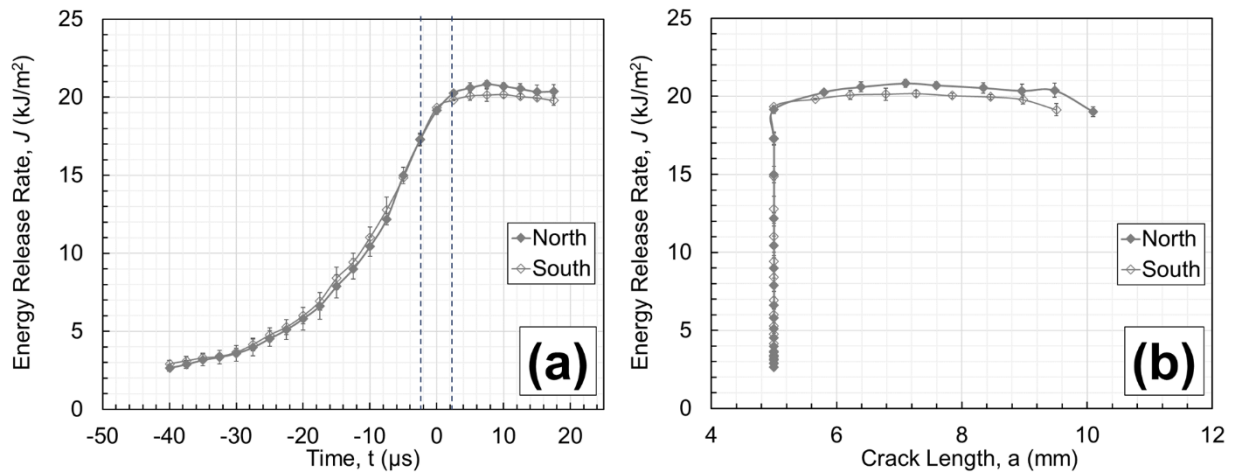 25
20
15
10
5
0
Energy Release Rate, J (kJ/m²)
-50 -40 -30 -20 -10 0 10 20
Time, t (µs)
North
South
(a)
25
20
15
10
5
0
Energy Release Rate, J (kJ/m²)
4 6 8 10 12
Crack Length, a (mm)
North
South
(b)